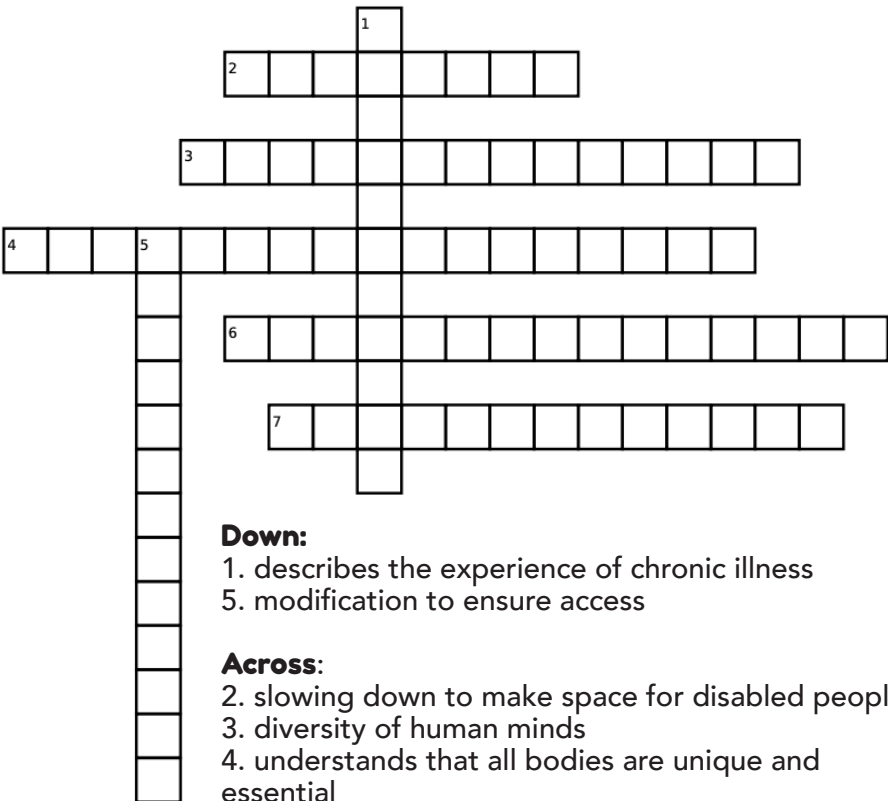 1
2
3
4
5
6
7
Down:
1. describes the experience of chronic illness
5. modification to ensure access
Across:
2. slowing down to make space for disabled peopl
3. diversity of human minds
4. understands that all bodies are unique and
essential